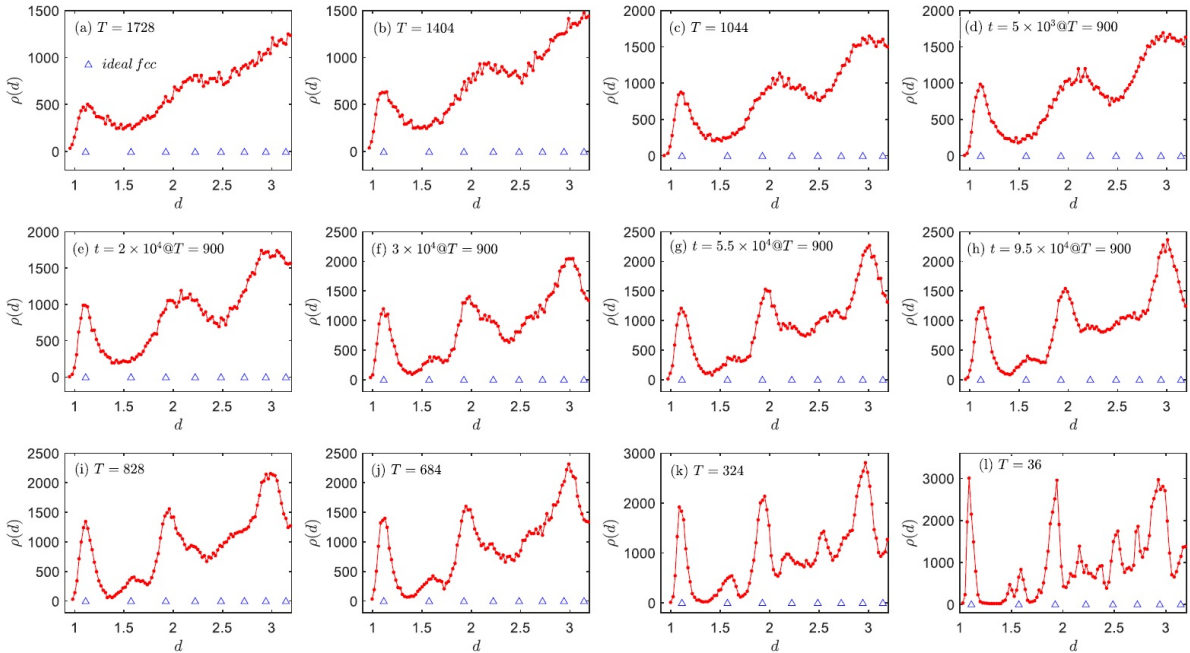 (a) T = 1728
△ ideal fcc
ρ(d)
1500
1000
500
0
1 1.5 2 2.5 3
d
(b) T = 1404
ρ(d)
1500
1000
500
0
1 1.5 2 2.5 3
d
(c) T = 1044
ρ(d)
2000
1500
1000
500
0
1 1.5 2 2.5 3
d
(d) t = 5 × 10³@T = 900
ρ(d)
2000
1500
1000
500
0
1 1.5 2 2.5 3
d
(e) t = 2 × 10⁴@T = 900
ρ(d)
2000
1500
1000
500
0
1 1.5 2 2.5 3
d
(f) 3 × 10⁴@T = 900
ρ(d)
2500
2000
1500
1000
500
0
1 1.5 2 2.5 3
d
(g) t = 5.5 × 10⁴@T = 900
ρ(d)
2500
2000
1500
1000
500
0
1 1.5 2 2.5 3
d
(h) t = 9.5 × 10⁴@T = 900
ρ(d)
2500
2000
1500
1000
500
0
1 1.5 2 2.5 3
d
(i) T = 828
ρ(d)
2500
2000
1500
1000
500
0
1 1.5 2 2.5 3
d
(j) T = 684
ρ(d)
2500
2000
1500
1000
500
0
1 1.5 2 2.5 3
d
(k) T = 324
ρ(d)
3000
2000
1000
0
1 1.5 2 2.5 3
d
(l) T = 36
ρ(d)
3000
2000
1000
0
1 1.5 2 2.5 3
d